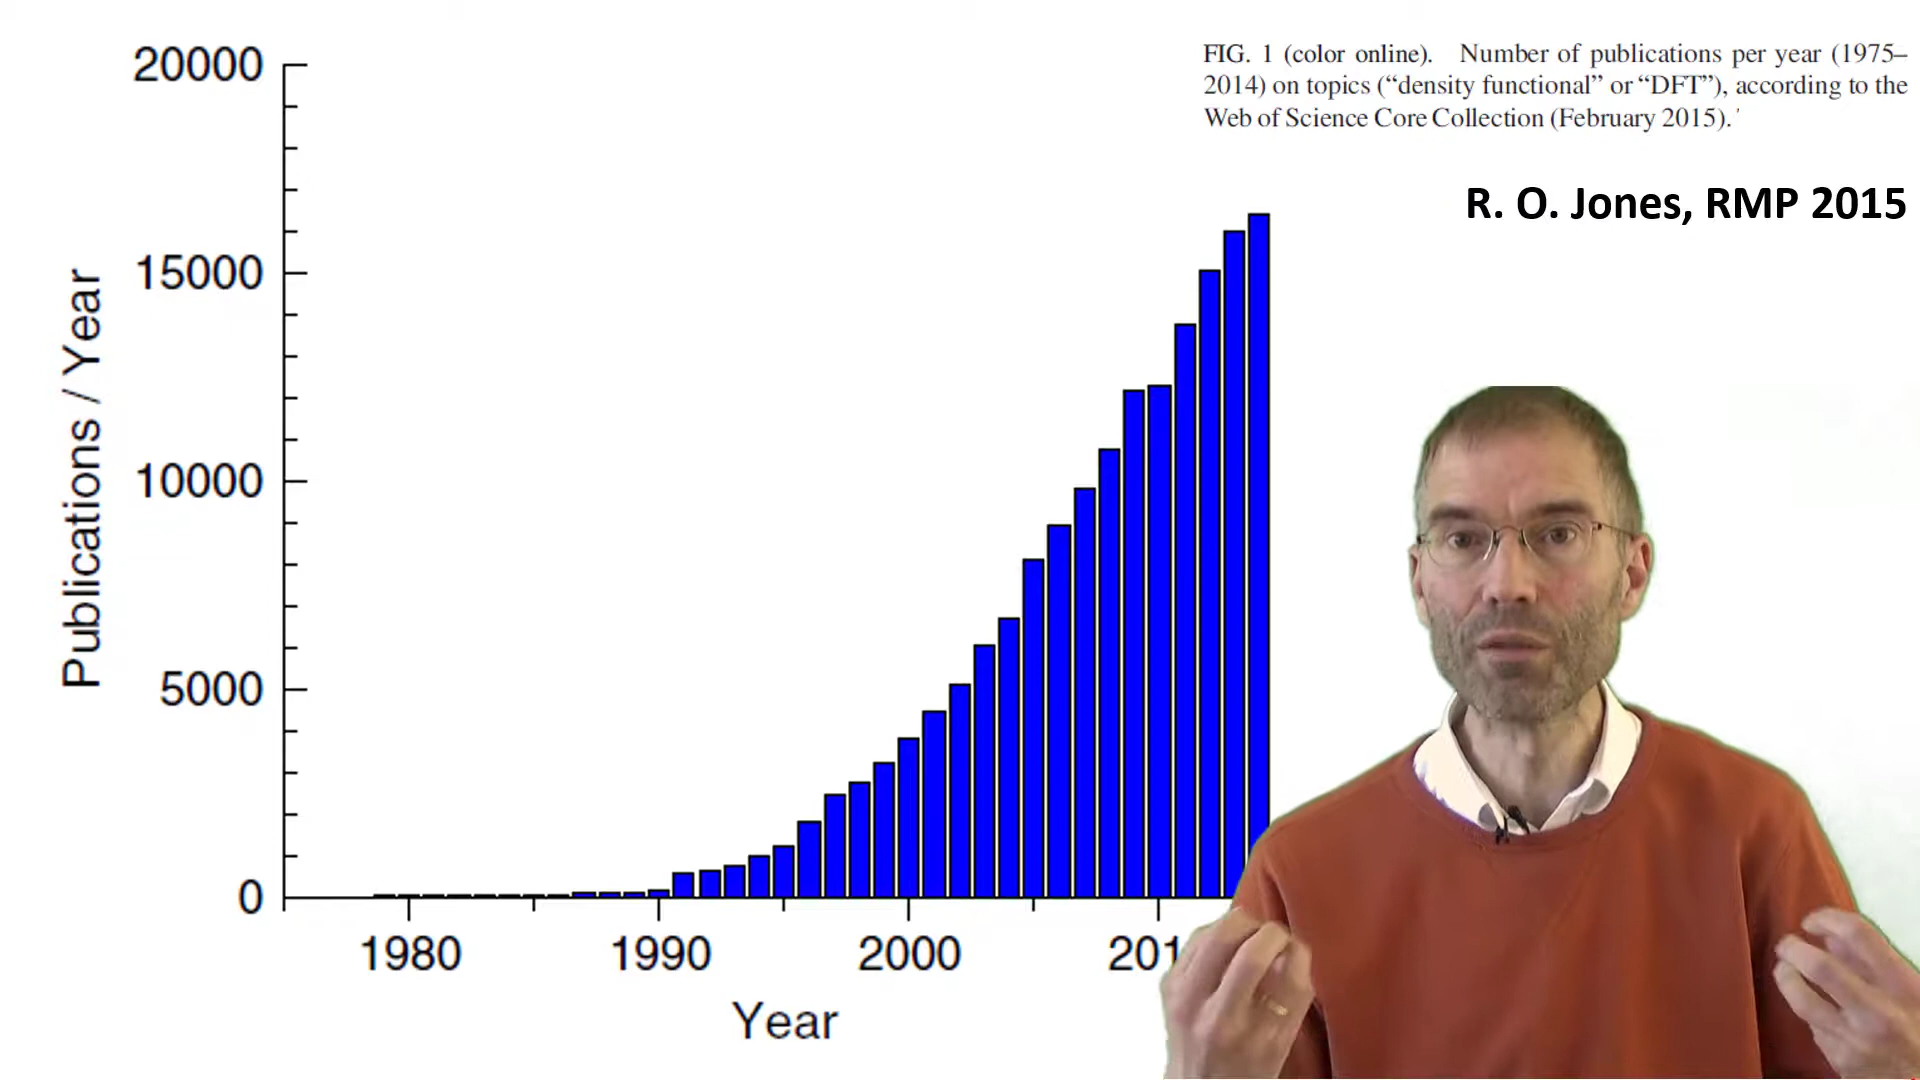 FIG. 1 (color online). Number of publications per year (1975–
2014) on topics (“density functional” or “DFT”), according to the
Web of Science Core Collection (February 2015).
R. O. Jones, RMP 2015
Publications / Year
20000
15000
10000
5000
0
1980 1990 2000 201
Year